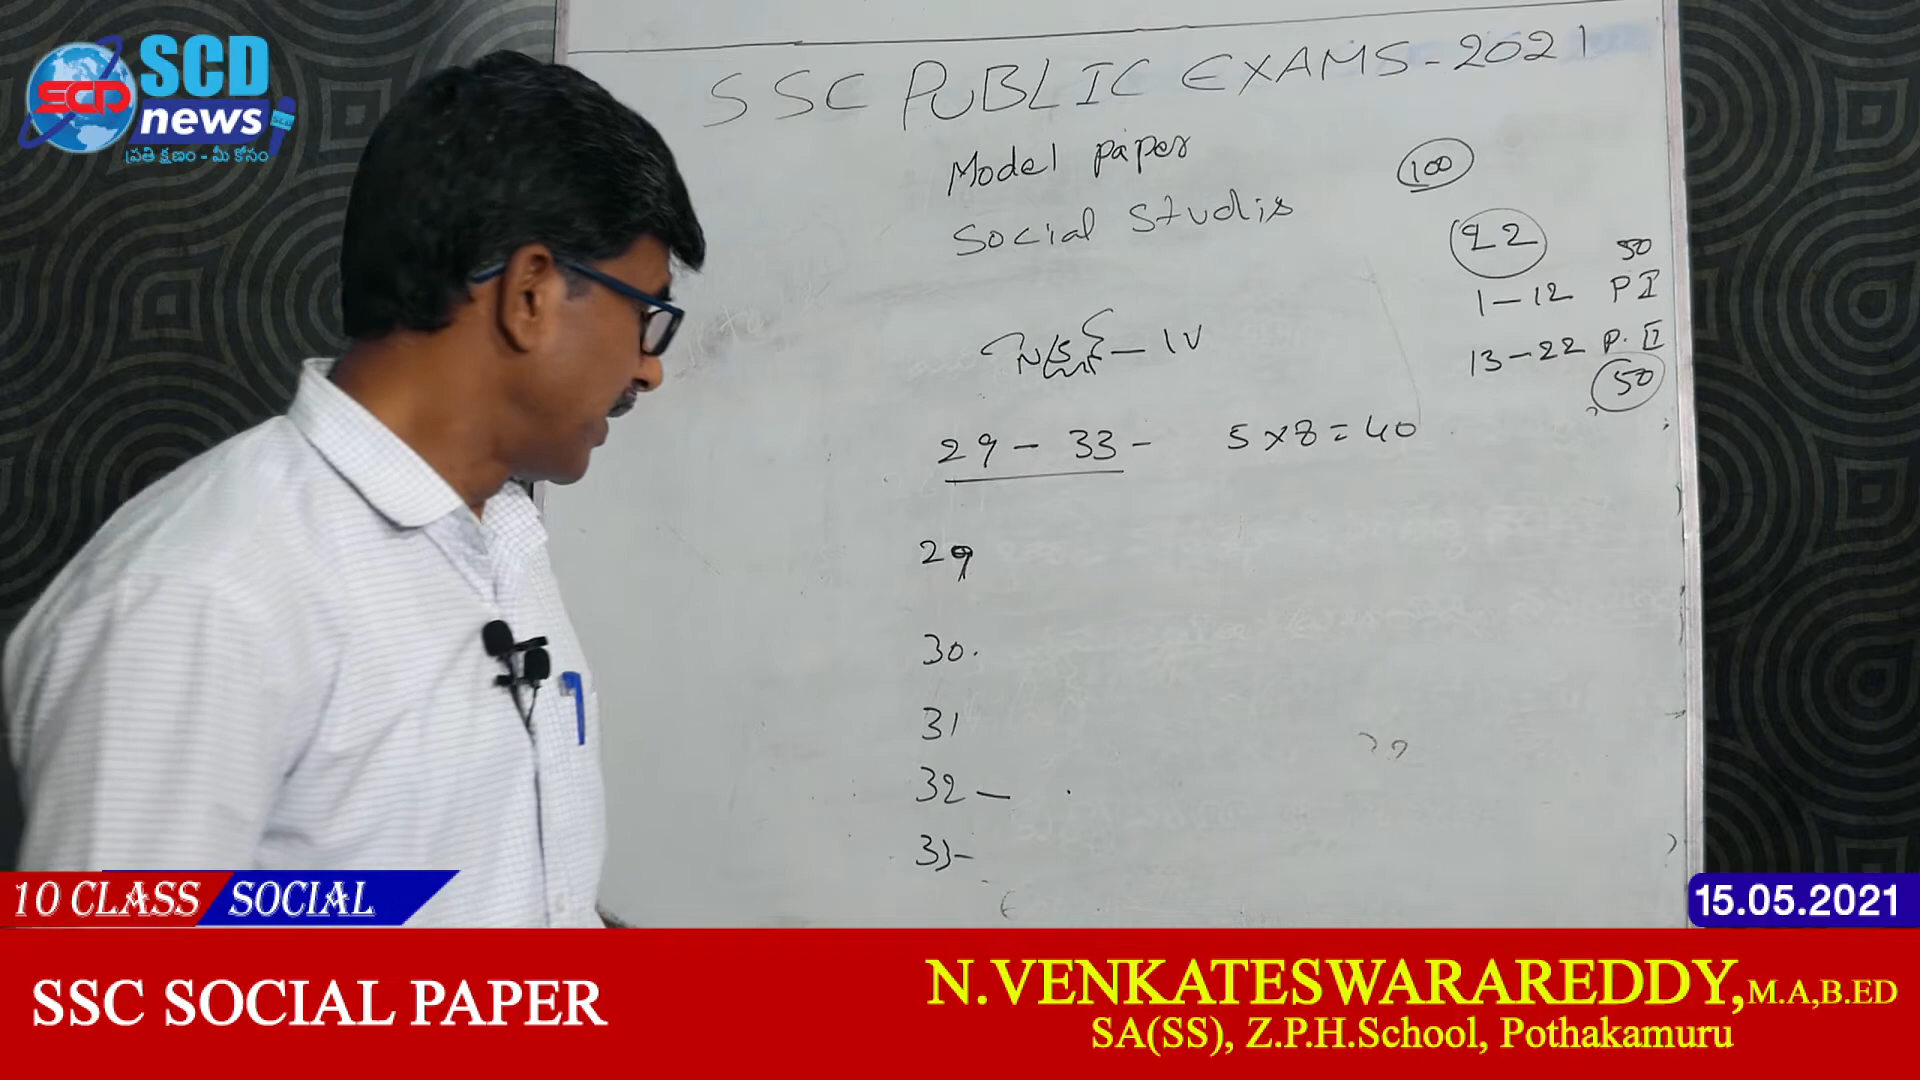 SCD
news
SCD
ప్రతి క్షణం - మీ కోసం
SSC PUBLIC EXAMS - 2021
Model paper
Social Studis
100
22
50
1-12 P I
13-22 P. II
50
సెక్షన్ - IV
29 - 33 - 5 x 8 = 40
29
30.
31
32 -
33-
10 CLASS SOCIAL
15.05.2021
SSC SOCIAL PAPER
N. VENKATESWARAREDDY, M.A,B.ED
SA(SS), Z.P.H.School, Pothakamuru